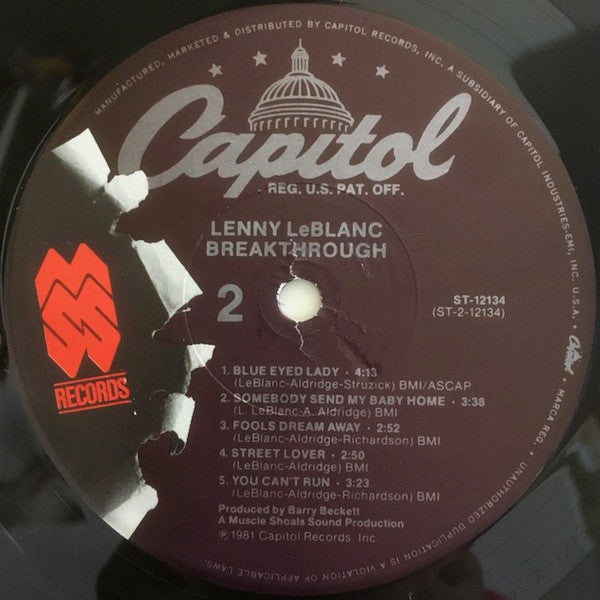 MANUFACTURED, MARKETED & DISTRIBUTED BY CAPITOL RECORDS, INC. A SUBSIDIARY OF CAPITOL INDUSTRIES-EMI, INC. U.S.A. • Capitol • MARCA REG. • UNAUTHORIZED DUPLICATION IS A VIOLATION OF APPLICABLE LAWS.
Capitol
REG. U.S. PAT. OFF.
LENNY LeBLANC
BREAKTHROUGH
2
ST-12134
(ST-2-12134)
MSS
RECORDS
1. BLUE EYED LADY · 4:13
(LeBlanc-Aldridge-Struzick) BMI/ASCAP
2. SOMEBODY SEND MY BABY HOME · 3:38
(L. LeBlanc-A. Aldridge) BMI
3. FOOLS DREAM AWAY · 2:52
(LeBlanc-Aldridge-Richardson) BMI
4. STREET LOVER · 2:50
(LeBlanc-Aldridge) BMI
5. YOU CAN'T RUN · 3:23
(LeBlanc-Aldridge-Richardson) BMI
Produced by Barry Beckett
A Muscle Shoals Sound Production
℗ 1981 Capitol Records, Inc